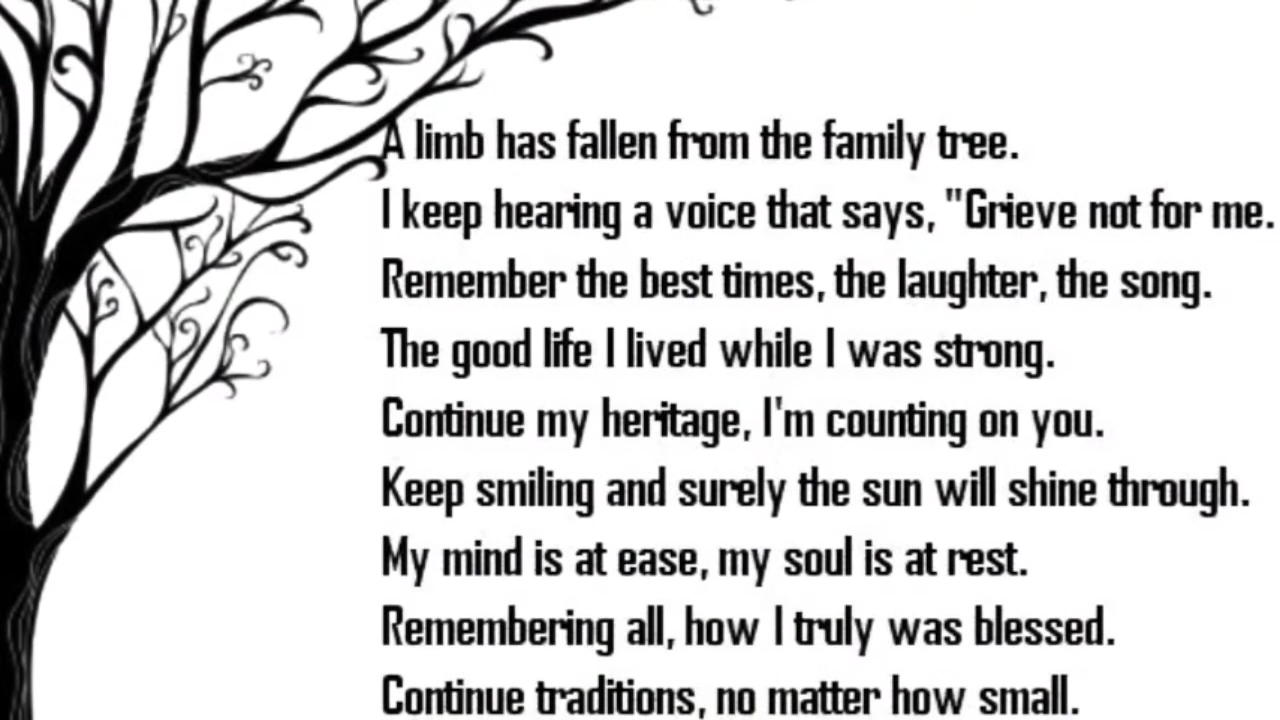 A limb has fallen from the family tree.
I keep hearing a voice that says, "Grieve not for me.
Remember the best times, the laughter, the song.
The good life I lived while I was strong.
Continue my heritage, I'm counting on you.
Keep smiling and surely the sun will shine through.
My mind is at ease, my soul is at rest.
Remembering all, how I truly was blessed.
Continue traditions, no matter how small.